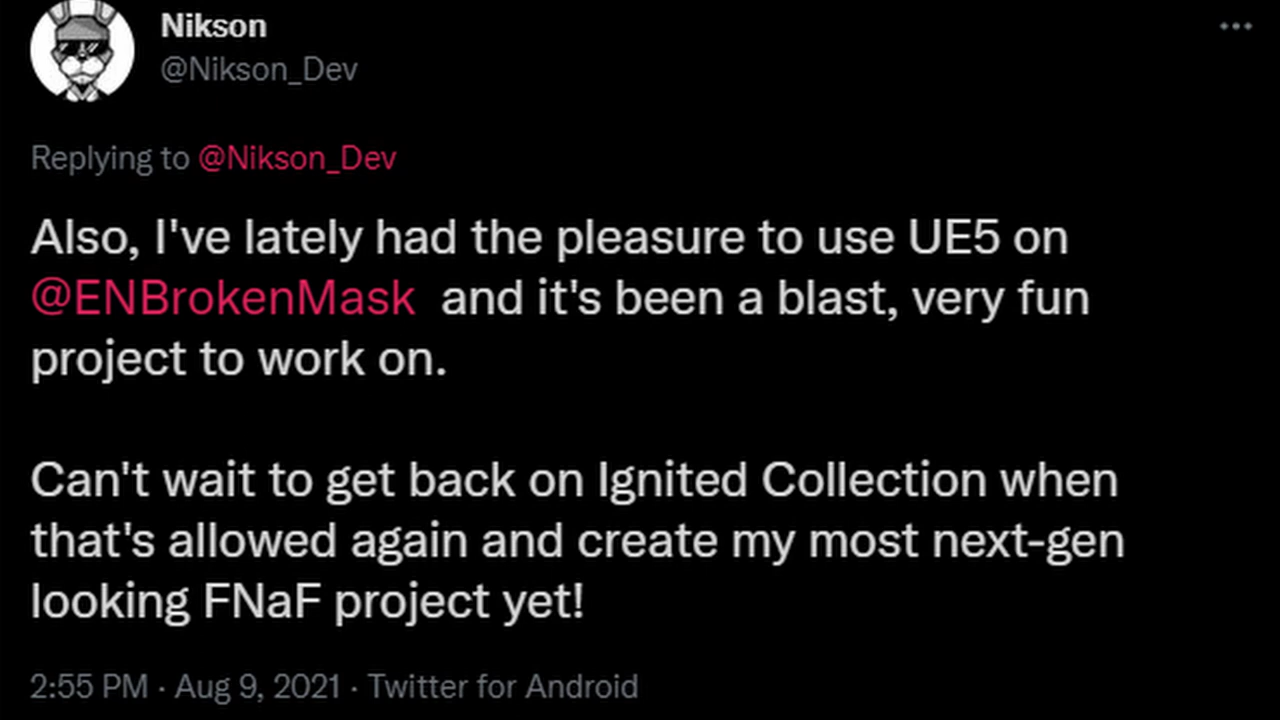 Nikson
@Nikson_Dev
Replying to @Nikson_Dev
Also, I've lately had the pleasure to use UE5 on
@ENBrokenMask and it's been a blast, very fun
project to work on.
Can't wait to get back on Ignited Collection when
that's allowed again and create my most next-gen
looking FNaF project yet!
2:55 PM · Aug 9, 2021 · Twitter for Android